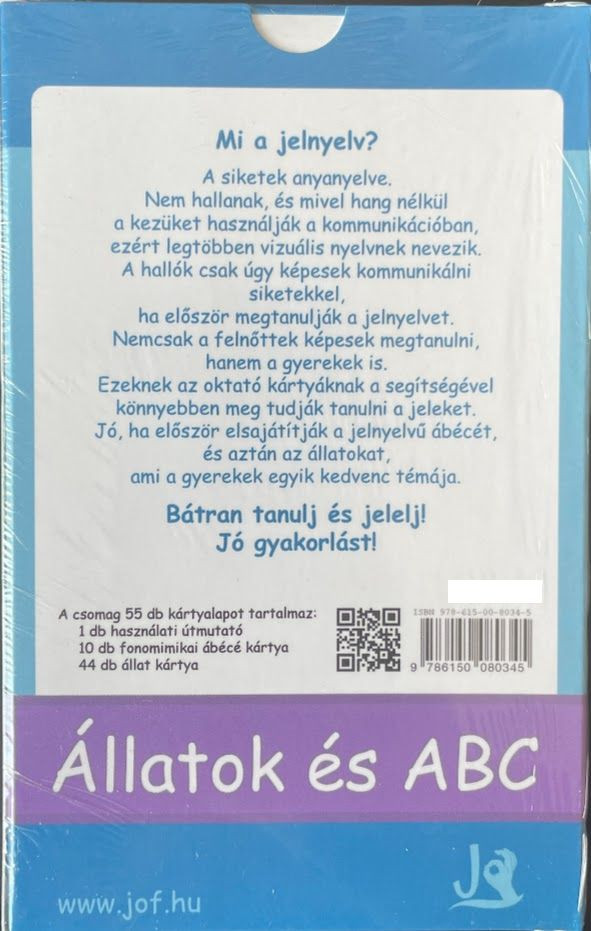 Mi a jelnyelv?
A siketek anyanyelve.
Nem hallanak, és mivel hang nélkül
a kezüket használják a kommunikációban,
ezért legtöbben vizuális nyelvnek nevezik.
A hallók csak úgy képesek kommunikálni
siketekkel,
ha először megtanulják a jelnyelvet.
Nemcsak a felnőttek képesek megtanulni,
hanem a gyerekek is.
Ezeknek az oktató kártyáknak a segítségével
könnyebben meg tudják tanulni a jeleket.
Jó, ha először elsajátítják a jelnyelvű ábécét,
és aztán az állatokat,
ami a gyerekek egyik kedvenc témája.
Bátran tanulj és jelelj!
Jó gyakorlást!
A csomag 55 db kártyalapot tartalmaz:
1 db használati útmutató
10 db fonomimikai ábécé kártya
44 db állat kártya
ISBN 978-615-00-8034-5
9 786150 080345
Állatok és ABC
www.jof.hu
Jo